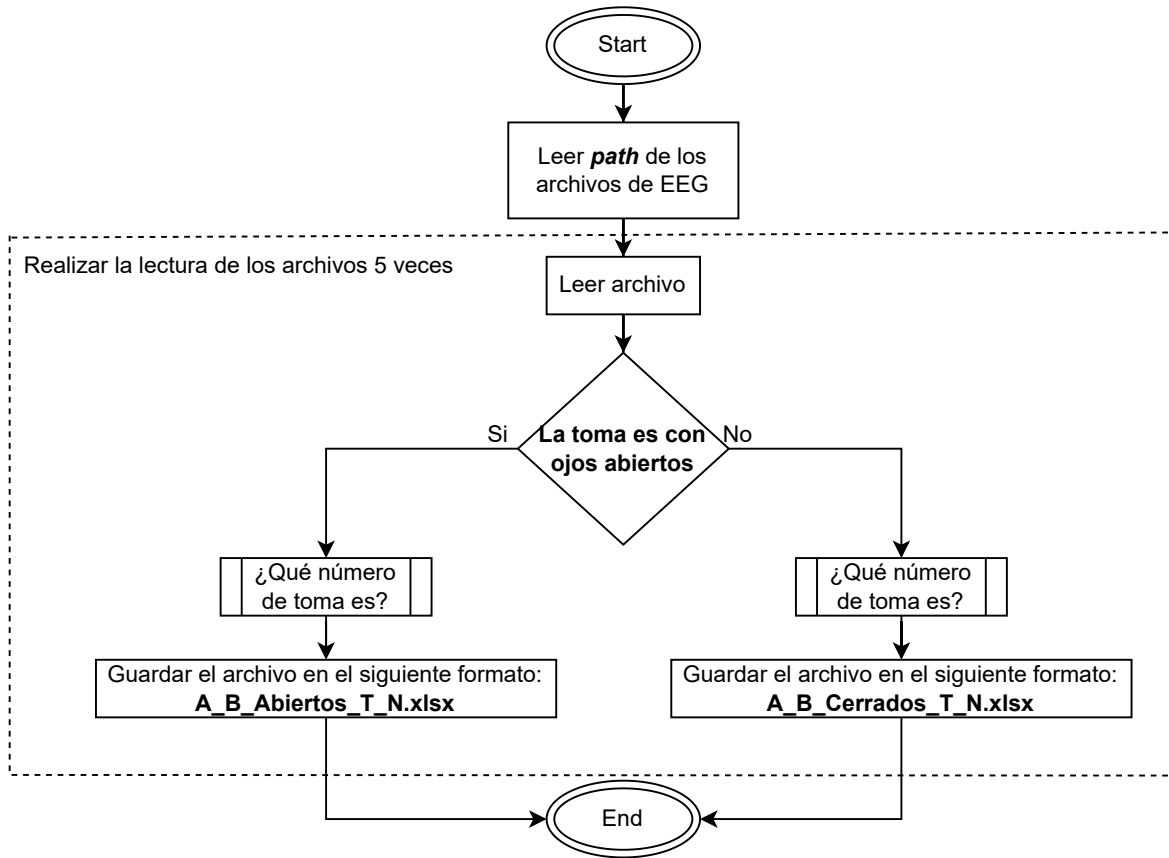 Start
Leer path de los
archivos de EEG
Realizar la lectura de los archivos 5 veces
Leer archivo
Si
La toma es con
ojos abiertos
No
¿Qué número
de toma es?
¿Qué número
de toma es?
Guardar el archivo en el siguiente formato:
A_B_Abiertos_T_N.xlsx
Guardar el archivo en el siguiente formato:
A_B_Cerrados_T_N.xlsx
End